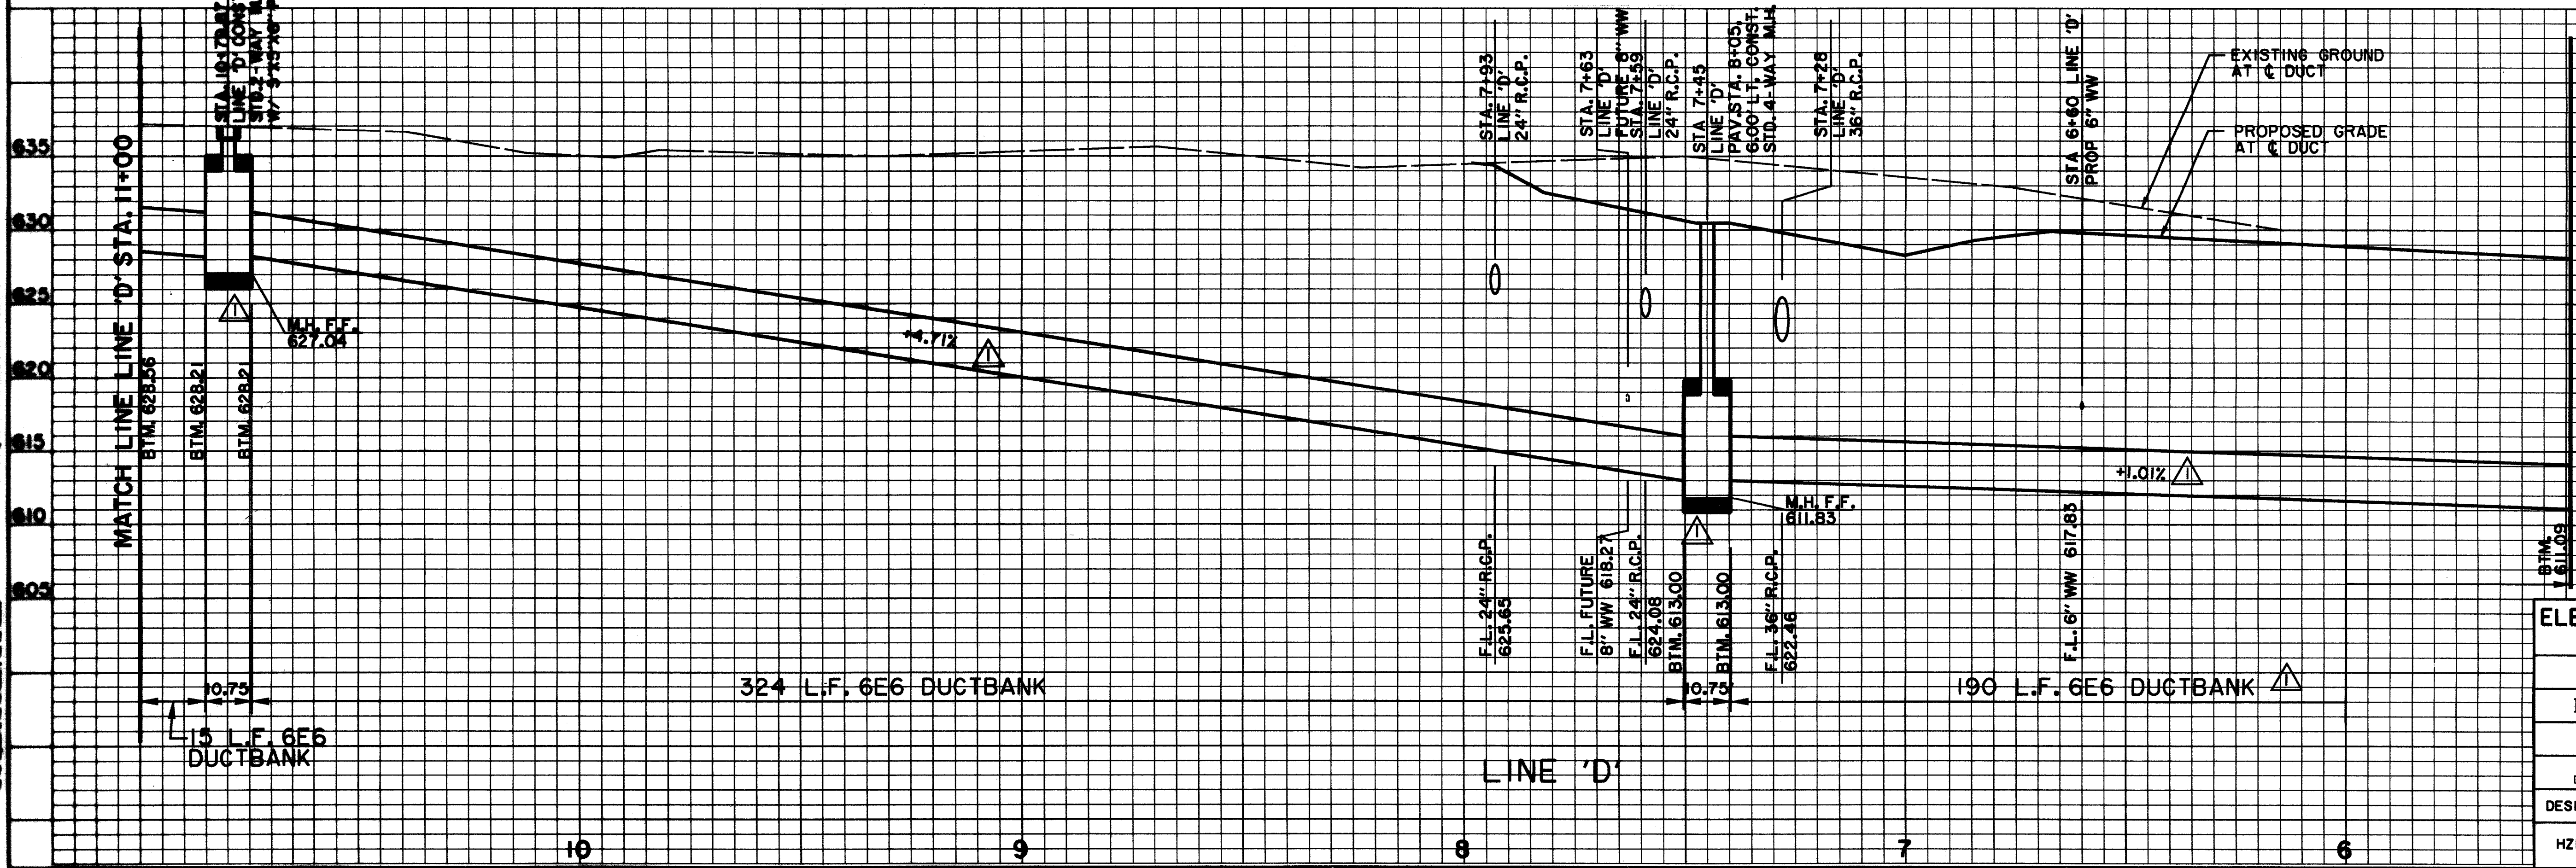 LINE 'D' CONST.
STD. 2-WAY
STA. 7+93
LINE 'D'
24" R.C.P.
STA. 7+63
LINE 'D'
FUTURE 8" WW
STA. 7+59
LINE 'D'
24" R.C.P.
STA 7+45
LINE 'D'
PAV.STA. 8+05,
6.00' LT. CONST.
STD. 4-WAY M.H.
STA. 7+28
LINE 'D'
36" R.C.P.
STA 6+60 LINE 'D'
PROP 6" WW
EXISTING GROUND
AT ℄ DUCT
PROPOSED GRADE
AT ℄ DUCT
635
630
625
620
615
610
605
MATCH LINE LINE 'D' STA. 11+00
BTM. 628.56
BTM. 628.21
BTM. 628.21
M.H. F.F.
627.04
1
+4.71%
1
M.H. F.F.
611.83
1
+1.01%
1
F.L. 24" R.C.P.
625.65
F.L. FUTURE
8" WW 618.27
F.L. 24" R.C.P.
624.08
BTM. 613.00
BTM. 613.00
F.L. 36" R.C.P.
622.46
F.L. 6" WW 617.83
BTM.
611.09
10.75'
324 L.F. 6E6 DUCTBANK
10.75'
190 L.F. 6E6 DUCTBANK
1
15 L.F. 6E6
DUCTBANK
LINE 'D'
10
9
8
7
6
ELE
DESI
HZ